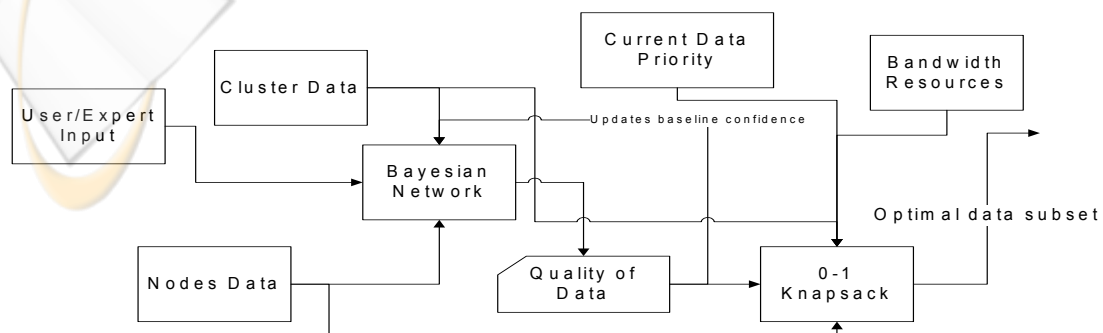 Current Data
Priority
Bandwidth
Resources
Cluster Data
User/Expert
Input
Updates baseline confidence
Bayesian
Network
Optimal data subset
Nodes Data
Quality of
Data
0-1
Knapsack